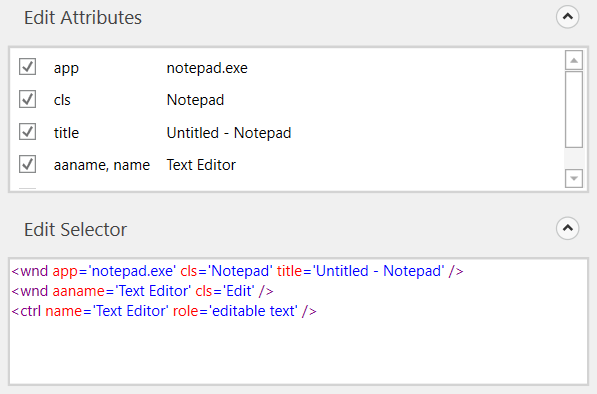 Edit Attributes
app notepad.exe
cls Notepad
title Untitled - Notepad
aaname, name Text Editor
Edit Selector
<wnd app='notepad.exe' cls='Notepad' title='Untitled - Notepad' />
<wnd aaname='Text Editor' cls='Edit' />
<ctrl name='Text Editor' role='editable text' />